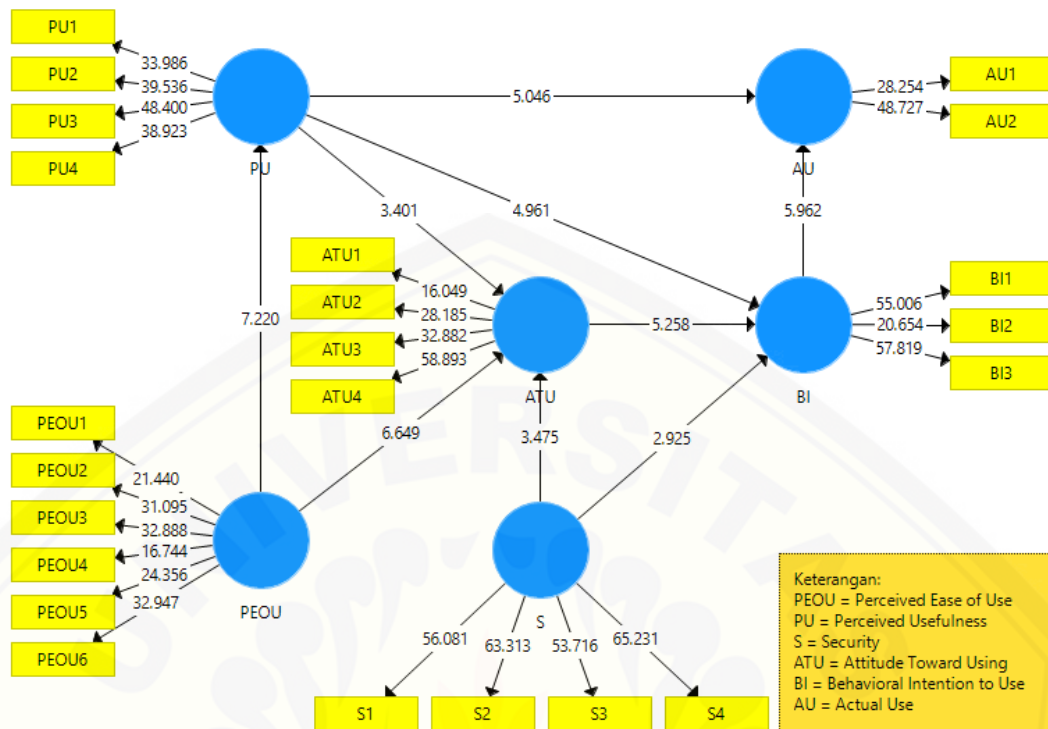 PU1
PU2
PU3
PU4
33.986
39.536
48.400
38.923
PU
5.046
AU
28.254
48.727
AU1
AU2
3.401
4.961
5.962
7.220
ATU1
ATU2
ATU3
ATU4
16.049
28.185
32.882
58.893
ATU
5.258
BI
55.006
20.654
57.819
BI1
BI2
BI3
6.649
3.475
2.925
PEOU1
PEOU2
PEOU3
PEOU4
PEOU5
PEOU6
21.440
31.095
32.888
16.744
24.356
32.947
PEOU
S
56.081
63.313
53.716
65.231
S1
S2
S3
S4
Keterangan:
PEOU = Perceived Ease of Use
PU = Perceived Usefulness
S = Security
ATU = Attitude Toward Using
BI = Behavioral Intention to Use
AU = Actual Use
UNIVERSITA